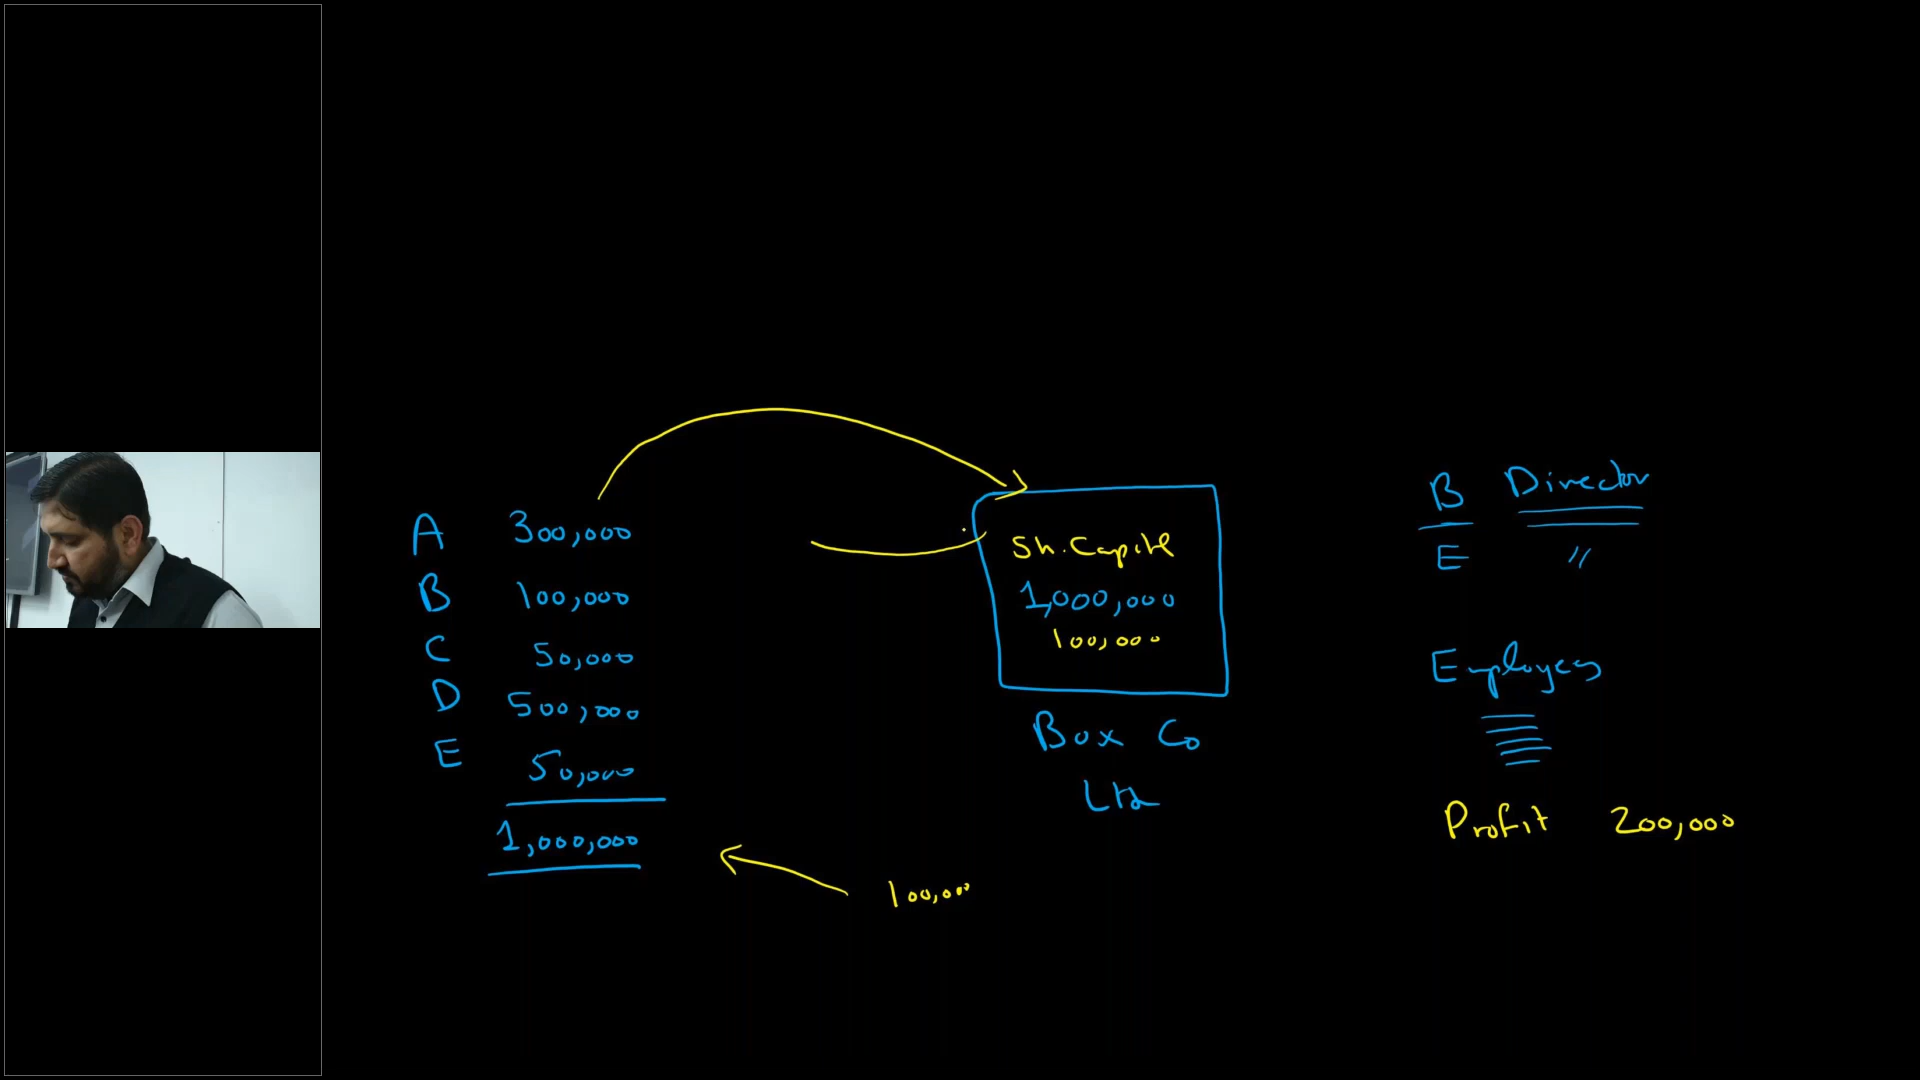 A 300,000
B 100,000
C 50,000
D 500,000
E 50,000
1,000,000
100,000
Sh. Capital
1,000,000
100,000
Box Co
Ltd
B Director
E "
Employees
Profit 200,000